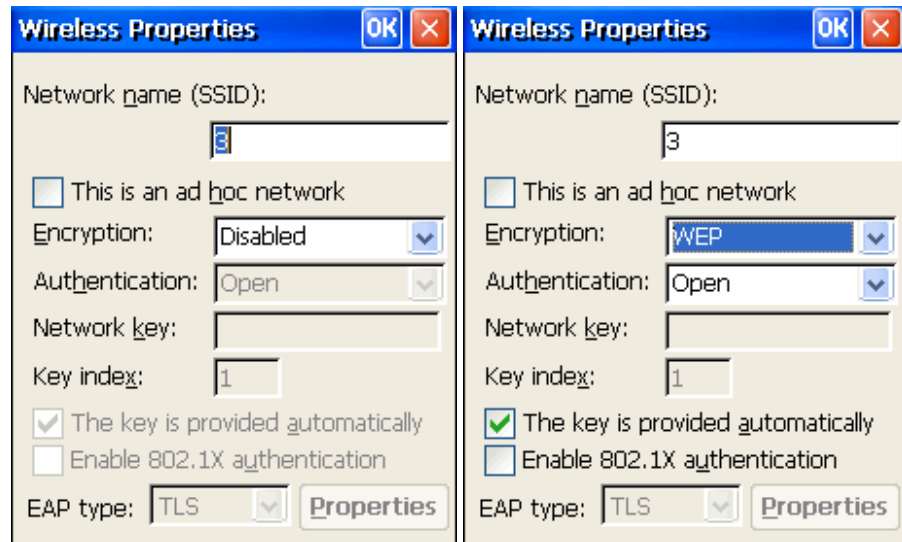 Wireless Properties OK
Network name (SSID):
3
This is an ad hoc network
Encryption: Disabled
Authentication: Open
Network key:
Key index: 1
The key is provided automatically
Enable 802.1X authentication
EAP type: TLS Properties
Wireless Properties OK
Network name (SSID):
3
This is an ad hoc network
Encryption: WEP
Authentication: Open
Network key:
Key index: 1
The key is provided automatically
Enable 802.1X authentication
EAP type: TLS Properties